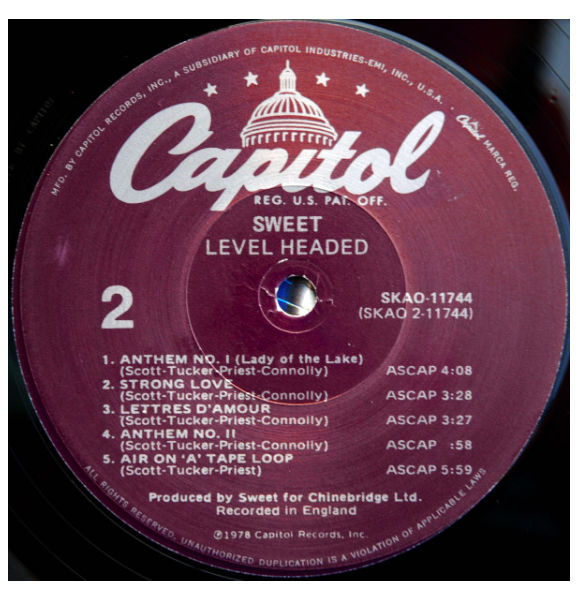 MFD. BY CAPITOL RECORDS, INC., A SUBSIDIARY OF CAPITOL INDUSTRIES-EMI, INC., U.S.A.
Capitol MARCA REG.
Capitol
REG. U.S. PAT. OFF.
SWEET
LEVEL HEADED
2
SKAO-11744
(SKAO 2-11744)
1. ANTHEM NO. I (Lady of the Lake)
(Scott-Tucker-Priest-Connolly) ASCAP 4:08
2. STRONG LOVE
(Scott-Tucker-Priest-Connolly) ASCAP 3:28
3. LETTRES D'AMOUR
(Scott-Tucker-Priest-Connolly) ASCAP 3:27
4. ANTHEM NO. II
(Scott-Tucker-Priest-Connolly) ASCAP :58
5. AIR ON 'A' TAPE LOOP
(Scott-Tucker-Priest) ASCAP 5:59
Produced by Sweet for Chinebridge Ltd.
Recorded in England
℗1978 Capitol Records, Inc.
ALL RIGHTS RESERVED. UNAUTHORIZED DUPLICATION IS A VIOLATION OF APPLICABLE LAWS